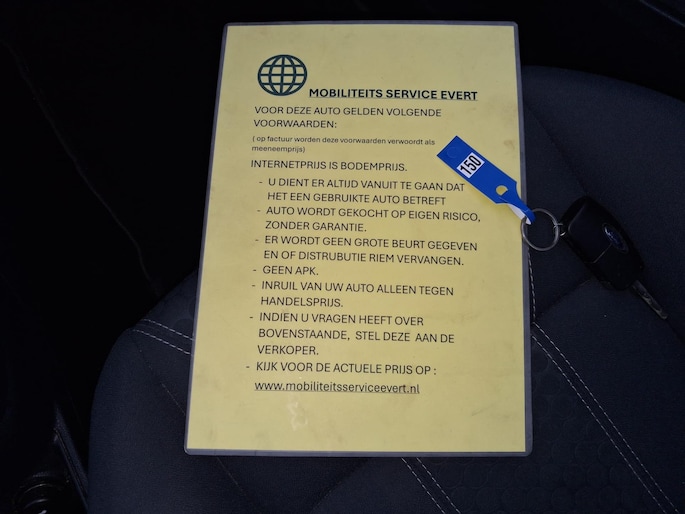 MOBILITEITS SERVICE EVERT
VOOR DEZE AUTO GELDEN VOLGENDE
VOORWAARDEN:
( op factuur worden deze voorwaarden verwoordt als
meeneemprijs)
INTERNETPRIJS IS BODEMPRIJS.
- U DIENT ER ALTIJD VANUIT TE GAAN DAT
HET EEN GEBRUIKTE AUTO BETREFT
- AUTO WORDT GEKOCHT OP EIGEN RISICO,
ZONDER GARANTIE.
- ER WORDT GEEN GROTE BEURT GEGEVEN
EN OF DISTRUBUTIE RIEM VERVANGEN.
- GEEN APK.
- INRUIL VAN UW AUTO ALLEEN TEGEN
HANDELSPRIJS.
- INDIEN U VRAGEN HEEFT OVER
BOVENSTAANDE, STEL DEZE AAN DE
VERKOPER.
- KIJK VOOR DE ACTUELE PRIJS OP :
www.mobiliteitsserviceevert.nl
150